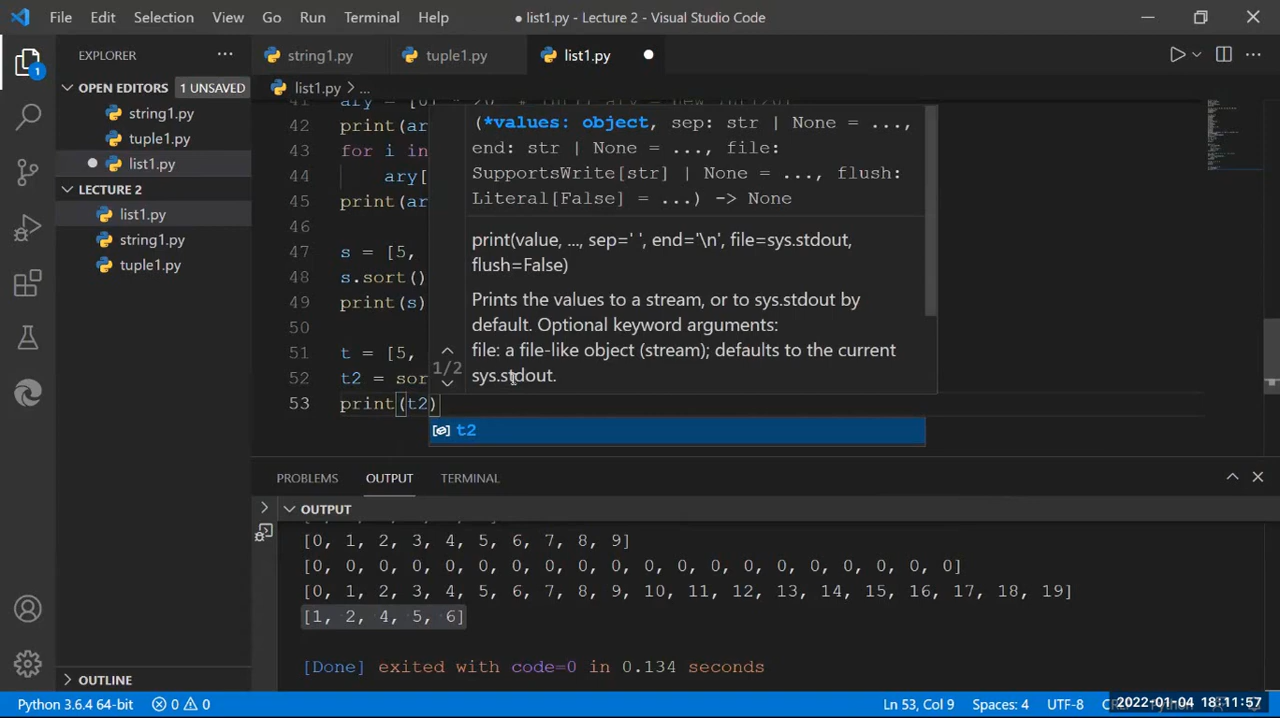 File Edit Selection View Go Run Terminal Help ● list1.py - Lecture 2 - Visual Studio Code
EXPLORER ...
string1.py tuple1.py list1.py
OPEN EDITORS 1 UNSAVED
list1.py > ...
string1.py
tuple1.py
list1.py
LECTURE 2
list1.py
string1.py
tuple1.py
OUTLINE
1
42 print(ar
43 for i in
44 ary[
45 print(ar
46
47 s = [5,
48 s.sort()
49 print(s)
50
51 t = [5,
52 t2 = sor
53 print(t2)
(*values: object, sep: str | None = ...,
end: str | None = ..., file:
SupportsWrite[str] | None = ..., flush:
Literal[False] = ...) -> None
print(value, ..., sep=' ', end='\n', file=sys.stdout,
flush=False)
Prints the values to a stream, or to sys.stdout by
default. Optional keyword arguments:
file: a file-like object (stream); defaults to the current
sys.stdout.
1/2
t2
PROBLEMS OUTPUT TERMINAL
OUTPUT
[0, 1, 2, 3, 4, 5, 6, 7, 8, 9]
[0, 0, 0, 0, 0, 0, 0, 0, 0, 0, 0, 0, 0, 0, 0, 0, 0, 0, 0, 0]
[0, 1, 2, 3, 4, 5, 6, 7, 8, 9, 10, 11, 12, 13, 14, 15, 16, 17, 18, 19]
[1, 2, 4, 5, 6]
[Done] exited with code=0 in 0.134 seconds
Python 3.6.4 64-bit 0 0 Ln 53, Col 9 Spaces: 4 UTF-8 2022-01-04 18:11:57